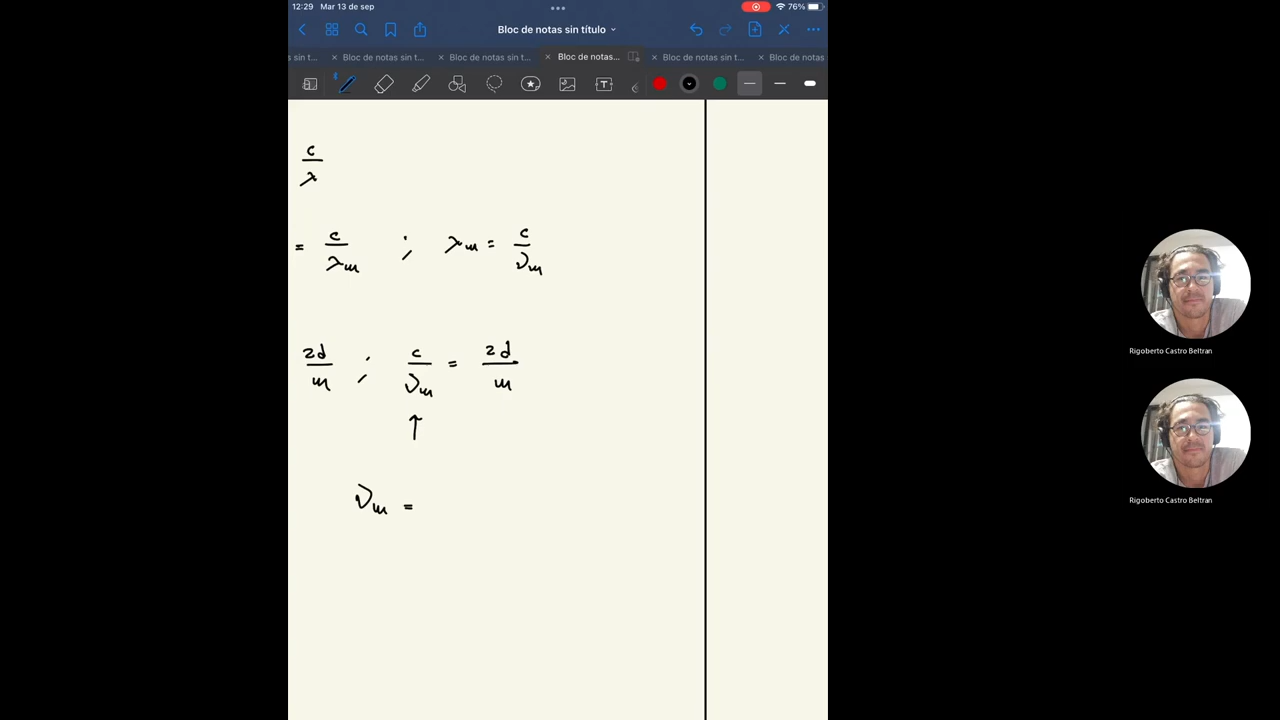 12:29 Mar 13 de sep 76%
Bloc de notas sin título
s sin t... Bloc de notas sin t... Bloc de notas sin t... Bloc de notas... Bloc de notas sin t... Bloc de notas
c/λ
= c/λm ; λm = c/νm
2d/m ; c/νm = 2d/m
↑
νm =
Rigoberto Castro Beltran
Rigoberto Castro Beltran